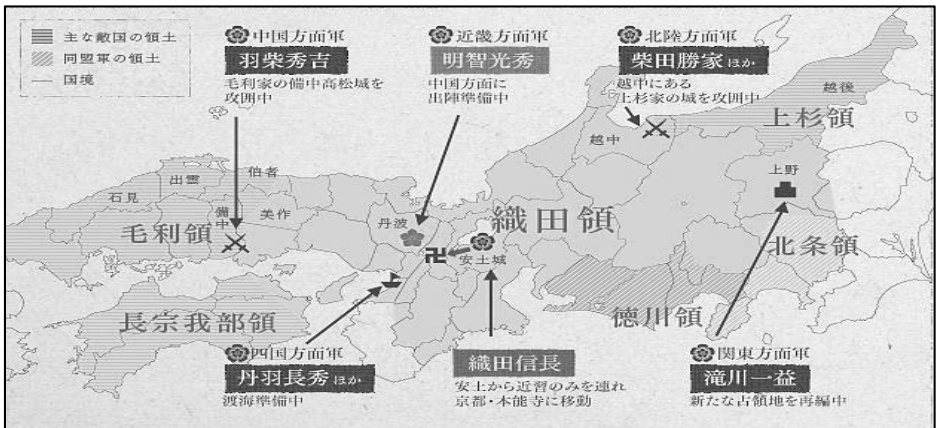 主な敵国の領土
同盟軍の領土
国境
中国方面軍
羽柴秀吉
毛利家の備中高松城を
攻囲中
近畿方面軍
明智光秀
中国方面に
出陣準備中
北陸方面軍
柴田勝家ほか
越中にある
上杉家の城を攻囲中
越後
上杉領
越中
上野
伯耆
出雲
石見
備中
美作
丹波
毛利領
織田領
安土城
北条領
徳川領
長宗我部領
四国方面軍
丹羽長秀ほか
渡海準備中
織田信長
安土から近習のみを連れ
京都・本能寺に移動
関東方面軍
滝川一益
新たな占領地を再編中